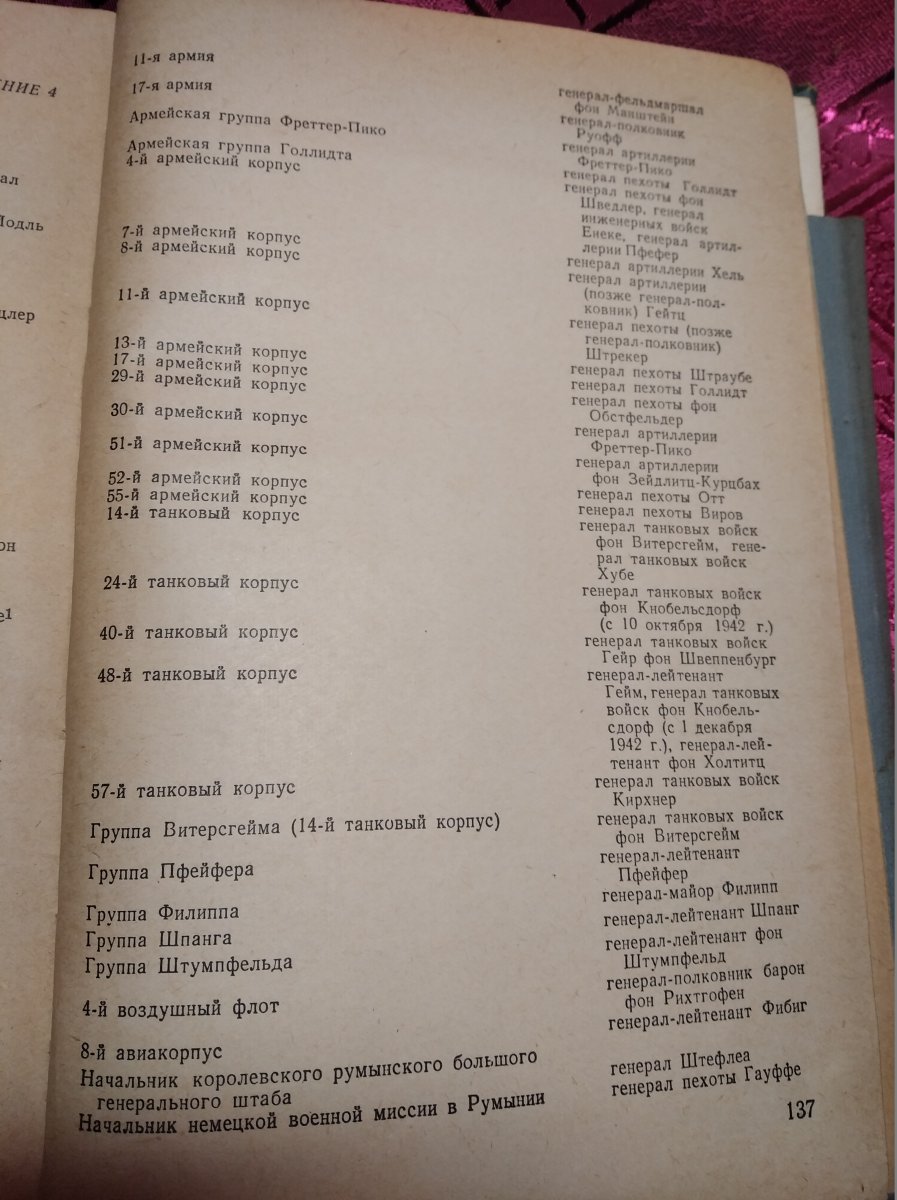 ЕНИЕ 4
ал
Йодль
цлер
он
е1
11-я армия
генерал-фельдмаршал
фон Манштейн
17-я армия
генерал-полковник
Руофф
Армейская группа Фреттер-Пико
генерал артиллерии
Фреттер-Пико
Армейская группа Голлидта
генерал пехоты Голлидт
4-й армейский корпус
генерал пехоты фон
Шведлер, генерал
инженерных войск
Енеке, генерал артил-
лерии Пфефер
7-й армейский корпус
генерал артиллерии Хель
8-й армейский корпус
генерал артиллерии
(позже генерал-пол-
ковник) Гейтц
11-й армейский корпус
генерал пехоты (позже
генерал-полковник)
Штрекер
13-й армейский корпус
генерал пехоты Штраубе
17-й армейский корпус
генерал пехоты Голлидт
29-й армейский корпус
генерал пехоты фон
Обстфельдер
30-й армейский корпус
генерал артиллерии
Фреттер-Пико
51-й армейский корпус
генерал артиллерии
фон Зейдлитц-Курцбах
52-й армейский корпус
генерал пехоты Отт
55-й армейский корпус
генерал пехоты Виров
14-й танковый корпус
генерал танковых войск
фон Витерсгейм, гене-
рал танковых войск
Хубе
24-й танковый корпус
генерал танковых войск
фон Кнобельсдорф
(с 10 октября 1942 г.)
40-й танковый корпус
генерал танковых войск
Гейр фон Швеппенбург
48-й танковый корпус
генерал-лейтенант
Гейм, генерал танковых
войск фон Кнобель-
сдорф (с 1 декабря
1942 г.), генерал-лей-
тенант фон Холтитц
57-й танковый корпус
генерал танковых войск
Кирхнер
Группа Витерсгейма (14-й танковый корпус)
генерал танковых войск
фон Витерсгейм
Группа Пфейфера
генерал-лейтенант
Пфейфер
Группа Филиппа
генерал-майор Филипп
Группа Шпанга
генерал-лейтенант Шпанг
Группа Штумпфельда
генерал-лейтенант фон
Штумпфельд
4-й воздушный флот
генерал-полковник барон
фон Рихтгофен
8-й авиакорпус
генерал-лейтенант Фибиг
Начальник королевского румынского большого
генерального штаба
генерал Штефлеа
Начальник немецкой военной миссии в Румынии
генерал пехоты Гауффе
137